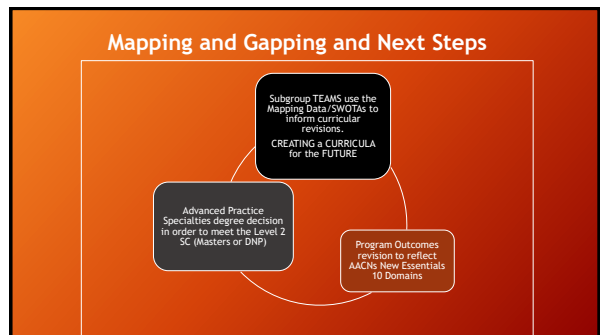 Mapping and Gapping and Next Steps
Subgroup TEAMS use the
Mapping Data/SWOTAs to
inform curricular
revisions.
CREATING a CURRICULA
for the FUTURE
Program Outcomes
revision to reflect
AACNs New Essentials
10 Domains
Advanced Practice
Specialties degree decision
in order to meet the Level 2
SC (Masters or DNP)